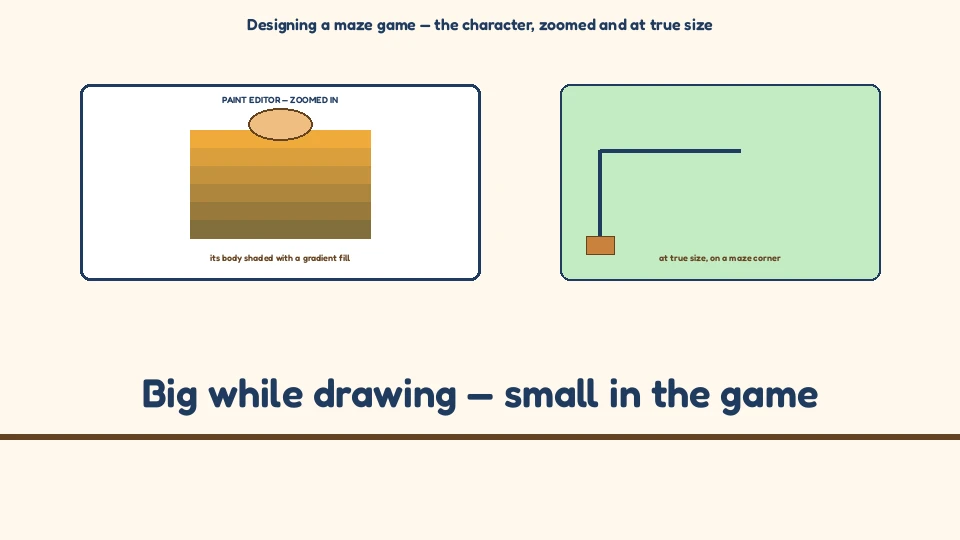 Designing a maze game — the character, zoomed and at true size
PAINT EDITOR — ZOOMED IN
its body shaded with a gradient fill
at true size, on a maze corner
Big while drawing — small in the game